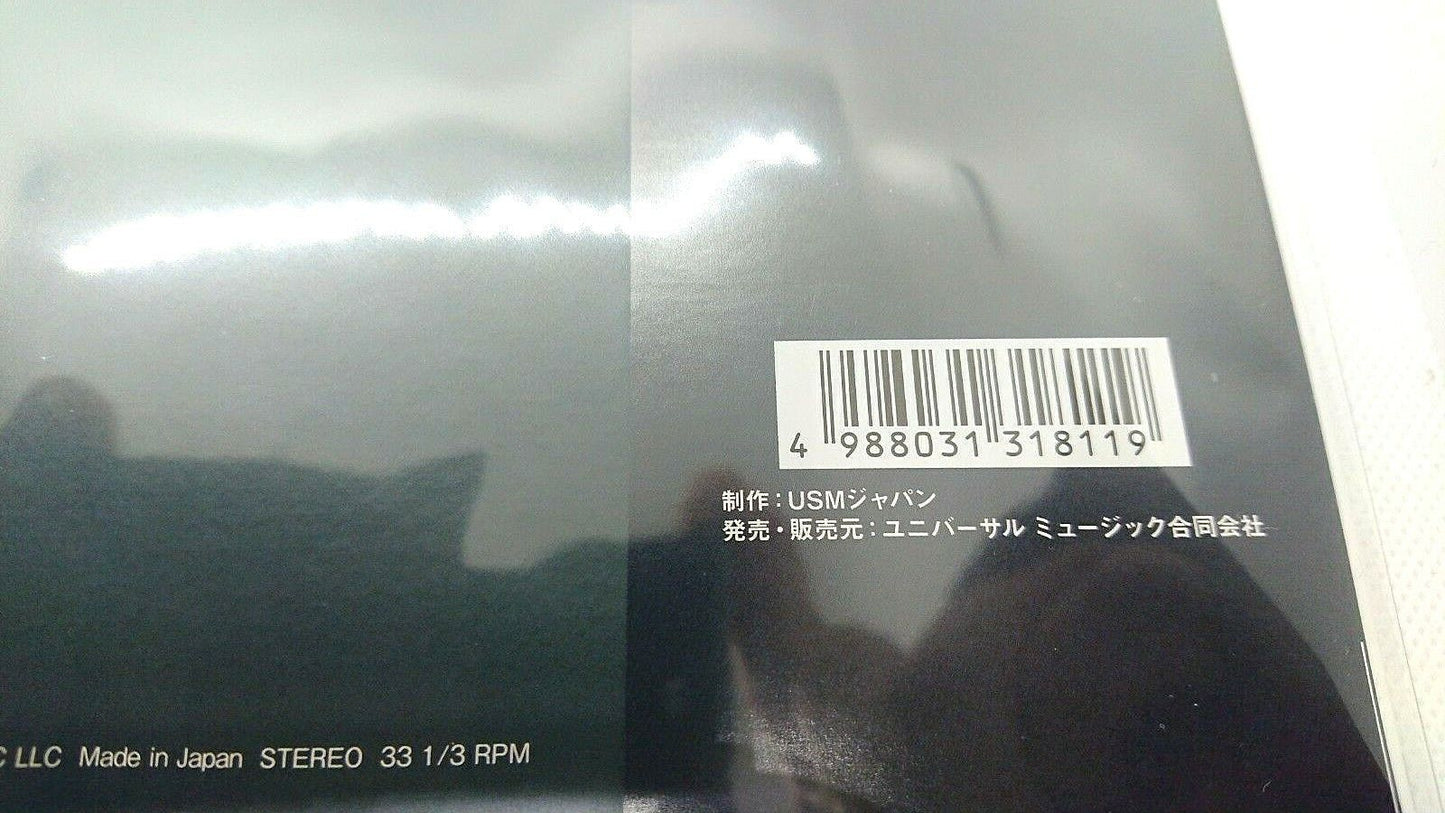 4 988031 318119
制作：USMジャパン
発売・販売元：ユニバーサル ミュージック合同会社
LLC Made in Japan STEREO 33 1/3 RPM